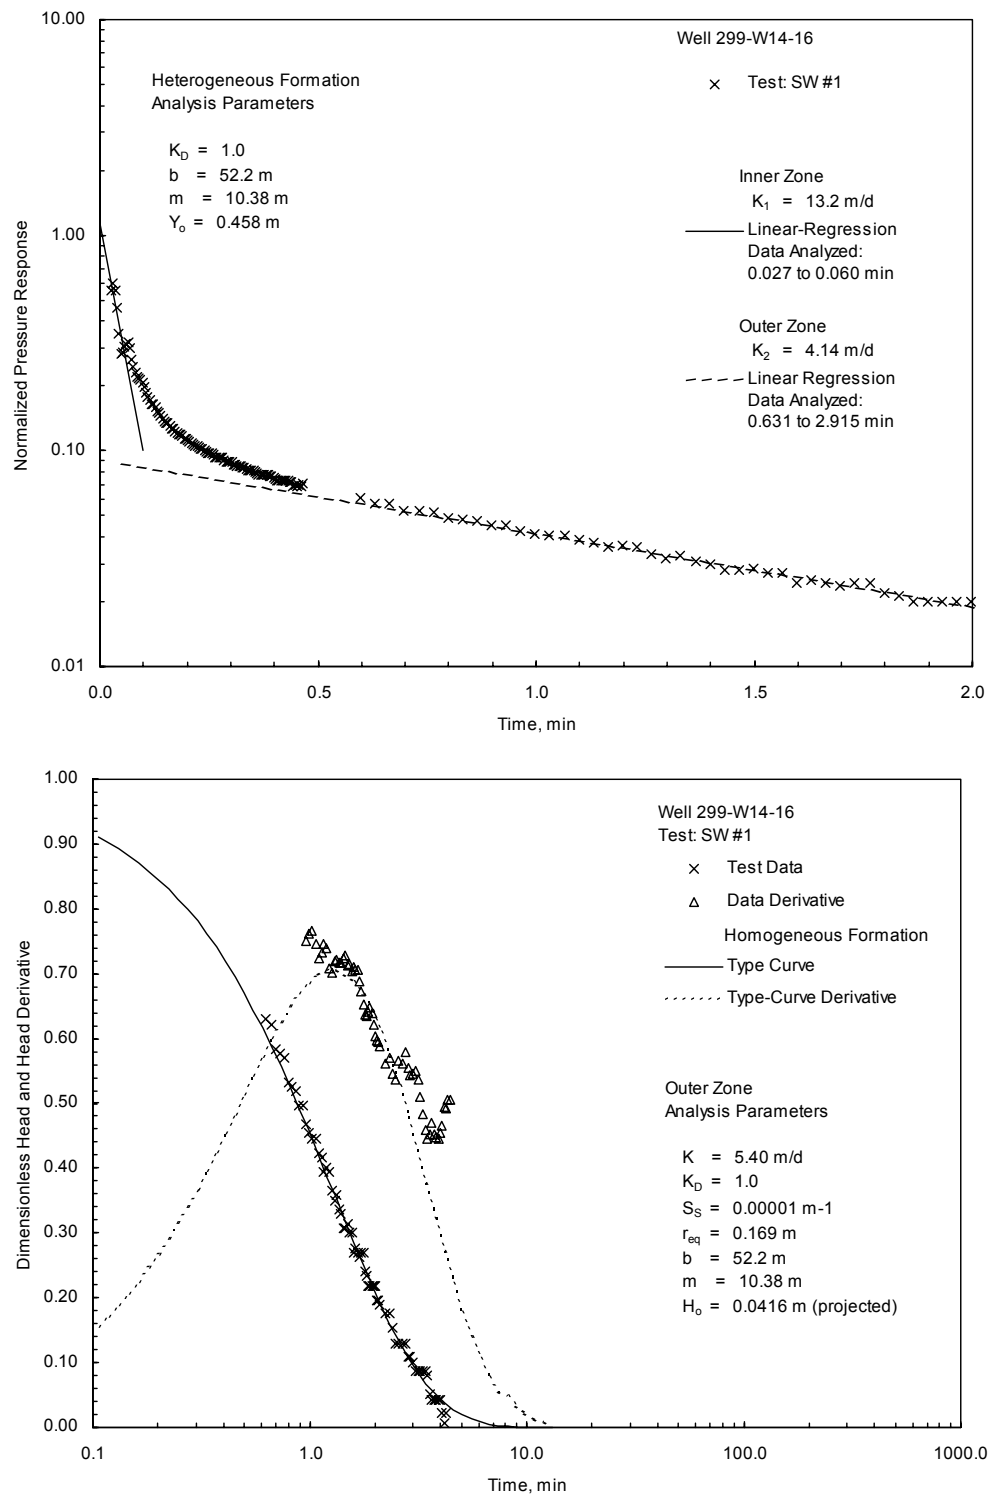 10.00
1.00
0.10
0.01
Normalized Pressure Response
Heterogeneous Formation
Analysis Parameters
K_D = 1.0
b = 52.2 m
m = 10.38 m
Y_o = 0.458 m
Well 299-W14-16
Test: SW #1
Inner Zone
K_1 = 13.2 m/d
Linear-Regression
Data Analyzed:
0.027 to 0.060 min
Outer Zone
K_2 = 4.14 m/d
Linear Regression
Data Analyzed:
0.631 to 2.915 min
0.0 0.5 1.0 1.5 2.0
Time, min
1.00
0.90
0.80
0.70
0.60
0.50
0.40
0.30
0.20
0.10
0.00
Dimensionless Head and Head Derivative
Well 299-W14-16
Test: SW #1
Test Data
Data Derivative
Homogeneous Formation
Type Curve
Type-Curve Derivative
Outer Zone
Analysis Parameters
K = 5.40 m/d
K_D = 1.0
S_S = 0.00001 m-1
r_eq = 0.169 m
b = 52.2 m
m = 10.38 m
H_o = 0.0416 m (projected)
0.1 1.0 10.0 100.0 1000.0
Time, min